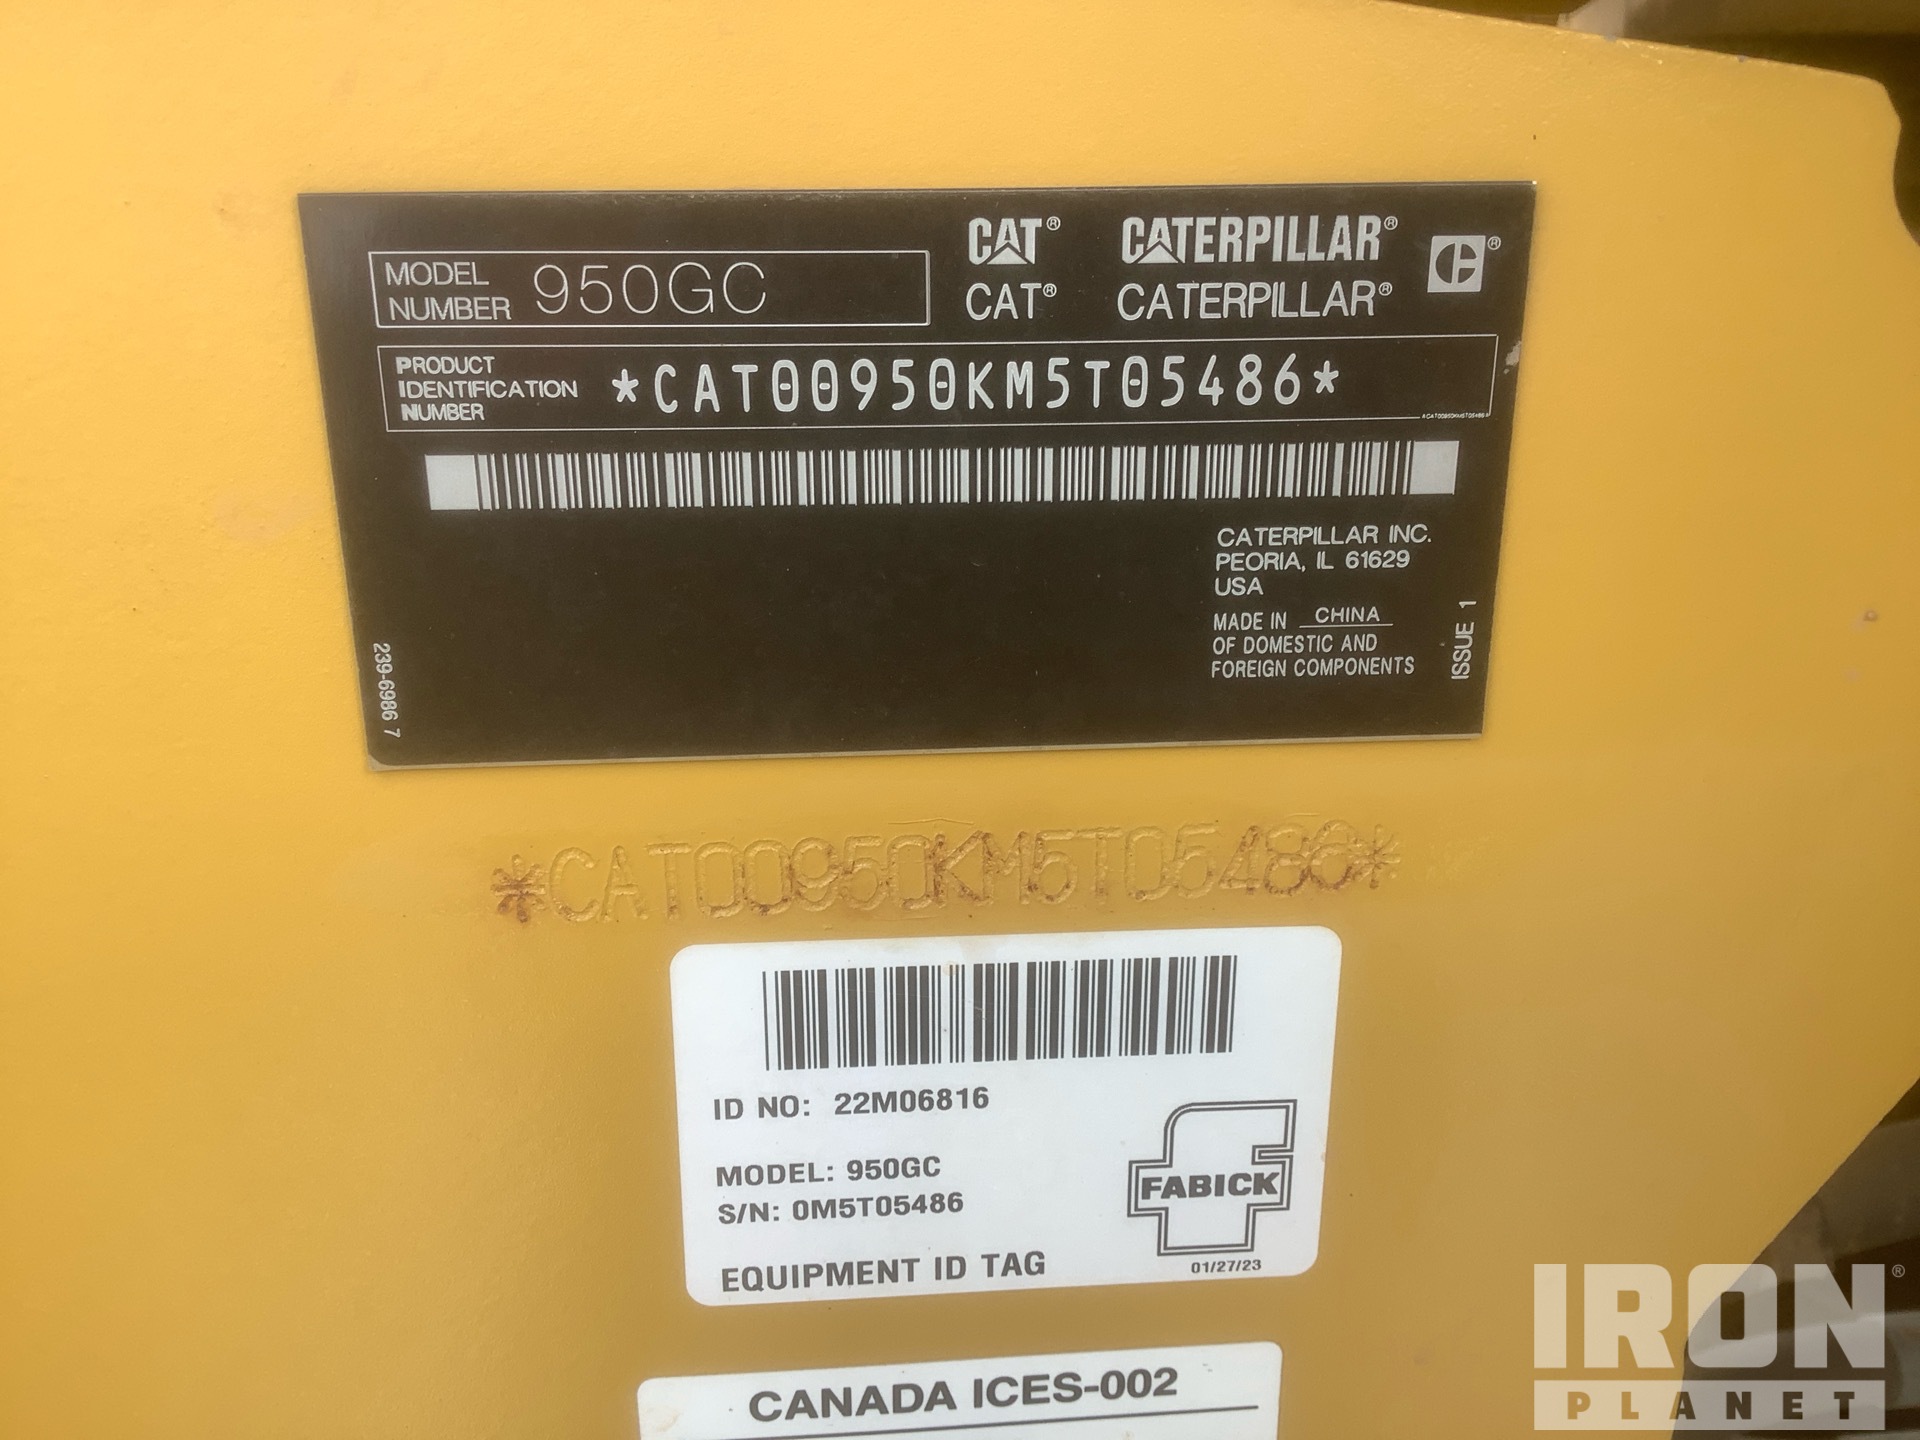 CAT® CATERPILLAR®
CAT® CATERPILLAR®
MODEL NUMBER 950GC
PRODUCT
IDENTIFICATION
NUMBER
*CAT00950KM5T05486*
*CAT00950KM5T05486*
CATERPILLAR INC.
PEORIA, IL 61629
USA
MADE IN CHINA
OF DOMESTIC AND
FOREIGN COMPONENTS
ISSUE 1
239-6986 7
*CAT00950KM5T05486*
ID NO: 22M06816
MODEL: 950GC
S/N: 0M5T05486
EQUIPMENT ID TAG
FABICK
01/27/23
CANADA ICES-002
IRON®
PLANET